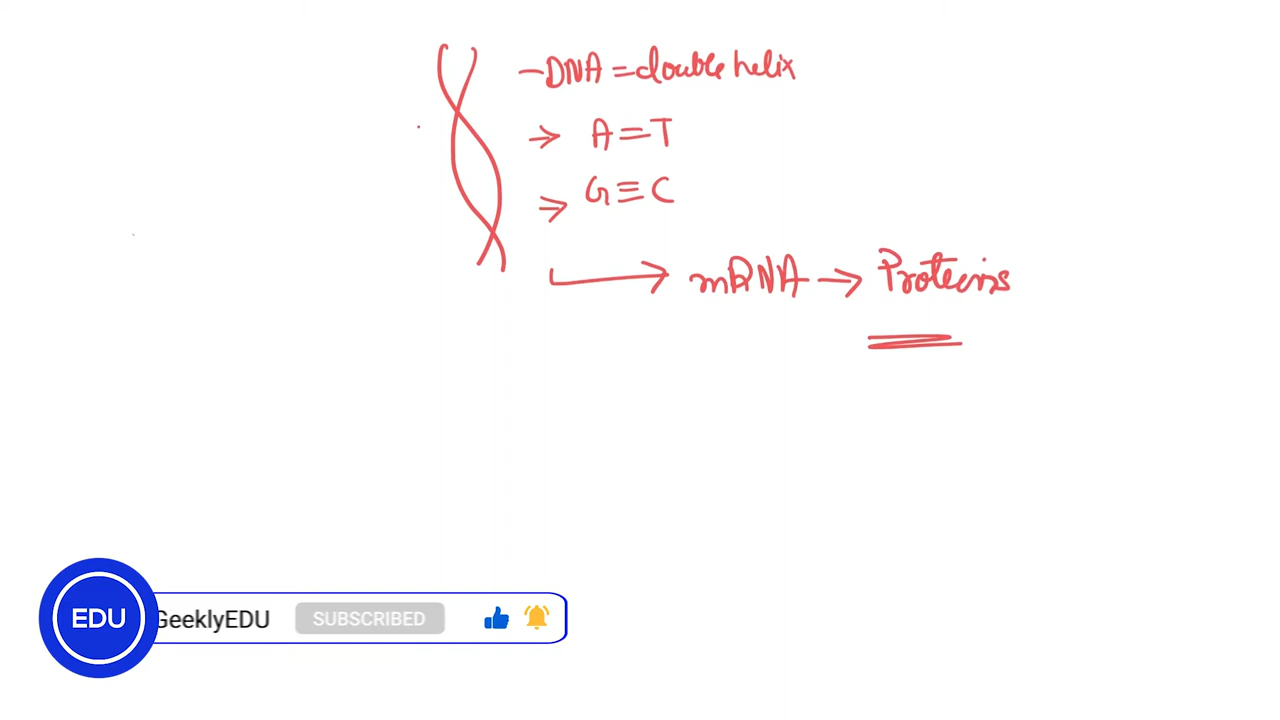 -DNA = double helix
→ A=T
→ G≡C
→ mRNA → Proteins
EDU
GeeklyEDU
SUBSCRIBED